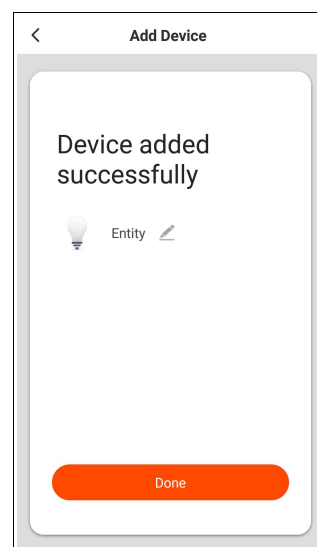 Add Device
Device added
successfully
Entity
Done